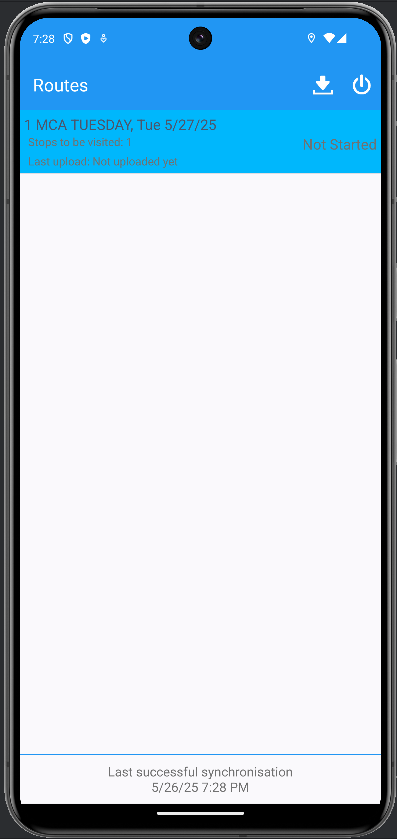 7:28
Routes
1 MCA TUESDAY, Tue 5/27/25
Stops to be visited: 1
Not Started
Last upload: Not uploaded yet
Last successful synchronisation
5/26/25 7:28 PM